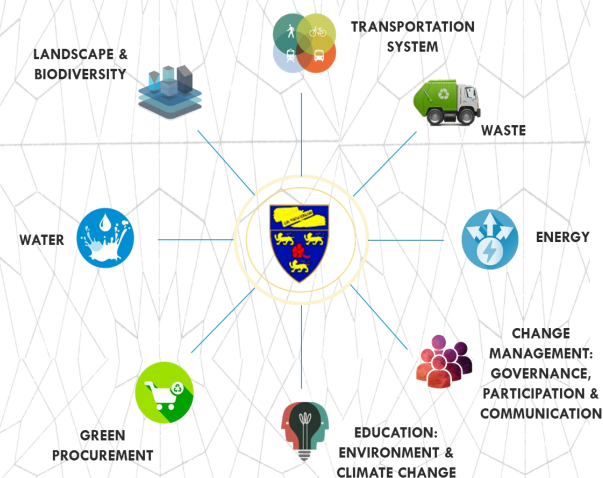 TRANSPORTATION
SYSTEM
LANDSCAPE &
BIODIVERSITY
WASTE
WATER
ENERGY
CHANGE
MANAGEMENT:
GOVERNANCE,
PARTICIPATION &
COMMUNICATION
GREEN
PROCUREMENT
EDUCATION:
ENVIRONMENT &
CLIMATE CHANGE